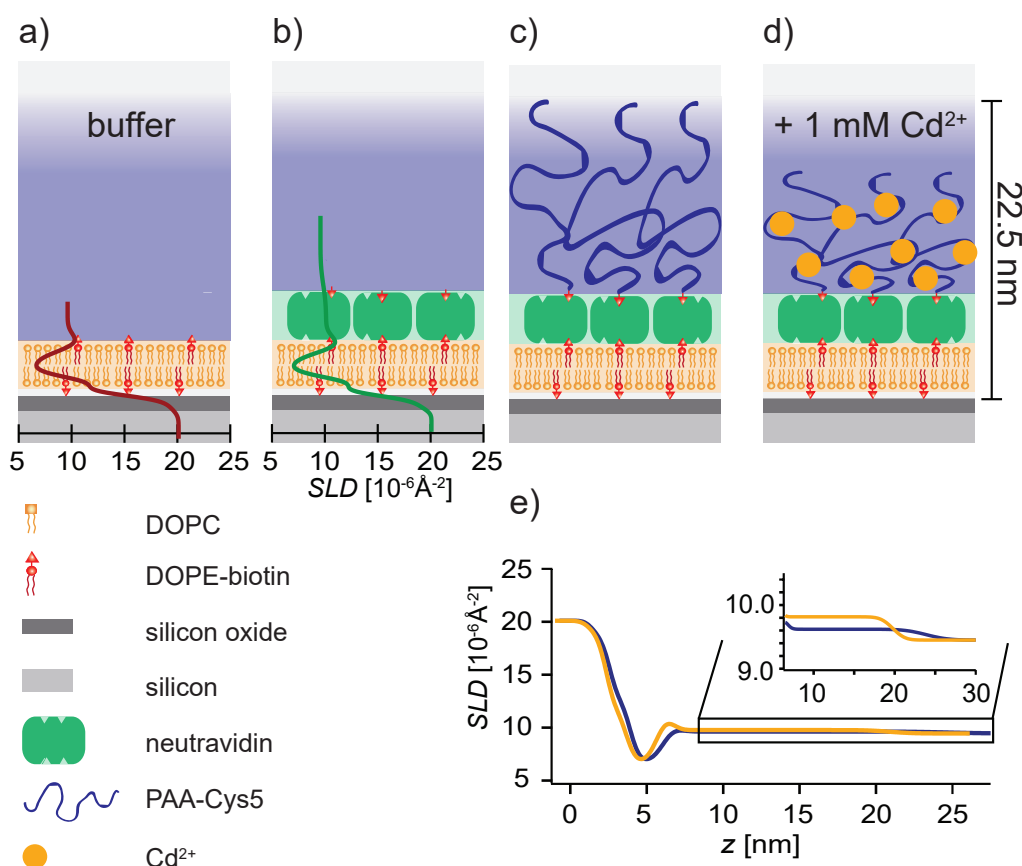 a)
b)
c)
d)
buffer
+ 1 mM Cd²⁺
22.5 nm
5 10 15 20 25
5 10 15 20 25
SLD [10⁻⁶Å⁻²]
DOPC
DOPE-biotin
silicon oxide
silicon
neutravidin
PAA-Cys5
Cd²⁺
e)
SLD [10⁻⁶Å⁻²]
25
20
15
10
5
0 5 10 15 20 25
z [nm]
10.0
9.0
10 20 30